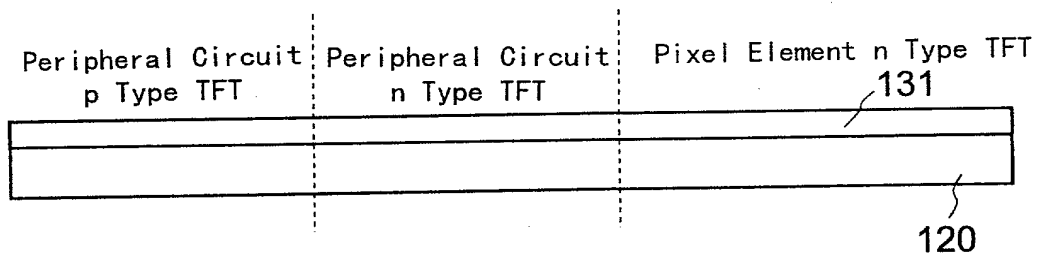 Peripheral Circuit
p Type TFT
Peripheral Circuit
n Type TFT
Pixel Element n Type TFT
131
120